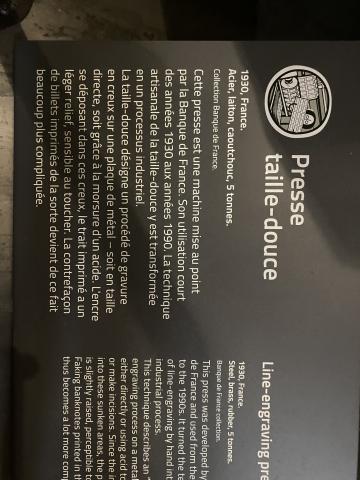 Presse
taille-douce
1930, France.
Acier, laiton, caoutchouc, 5 tonnes.
Collection Banque de France.
Cette presse est une machine mise au point
par la Banque de France. Son utilisation court
des années 1930 aux années 1990. La technique
artisanale de la taille-douce y est transformée
en un processus industriel.
La taille-douce désigne un procédé de gravure
en creux sur une plaque de métal – soit en taille
directe, soit grâce à la morsure d'un acide. L'encre
se déposant dans ces creux, le trait imprimé a un
léger relief, sensible au toucher. La contrefaçon
de billets imprimés de la sorte devient de ce fait
beaucoup plus compliquée.
Line-engraving
1930, France.
Steel, brass, rubber, 5 tonnes.
Banque de France collection.
This press was developed by
de France and used from the
to the 1990s. It turned the
of line-engraving by hand
industrial process.
This technique describes an
engraving process on a metal
either directly or using acid
or make incisions. Since the
into these sunken areas, the
is slightly raised, perceptible
Faking banknotes printed in
thus becomes a lot more